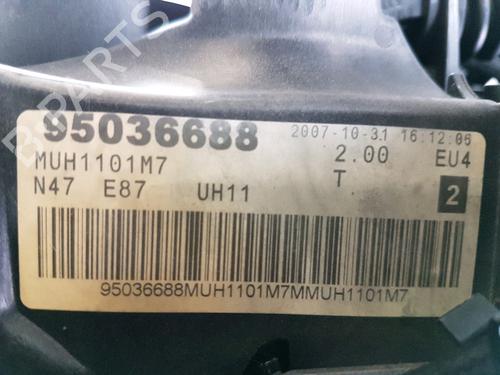 B-PARTS
95036688 2007-10-31 16:12:06
MUH1101M7 2.00 EU4
N47 E87 UH11 T 2
95036688MUH1101M7MMUH1101M7